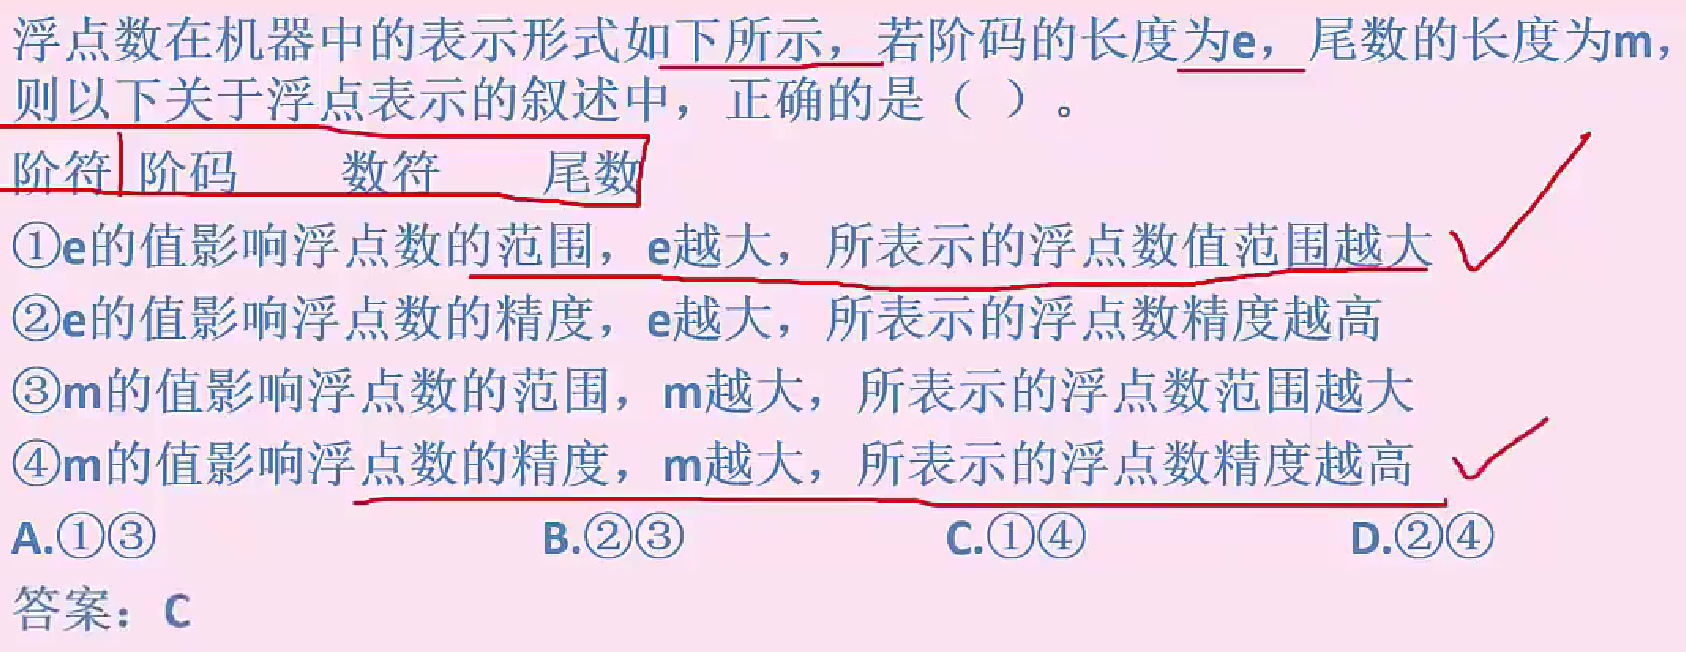 浮点数在机器中的表示形式如下所示，若阶码的长度为e，尾数的长度为m，
则以下关于浮点表示的叙述中，正确的是（ ）。
阶符 阶码 数符 尾数
①e的值影响浮点数的范围，e越大，所表示的浮点数值范围越大
②e的值影响浮点数的精度，e越大，所表示的浮点数精度越高
③m的值影响浮点数的范围，m越大，所表示的浮点数范围越大
④m的值影响浮点数的精度，m越大，所表示的浮点数精度越高
A.①③ B.②③ C.①④ D.②④
答案：C